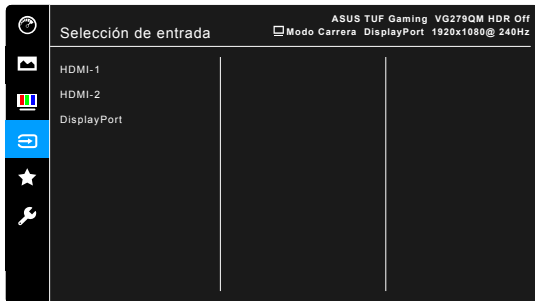 ASUS TUF Gaming VG279QM HDR Off
Selección de entrada
Modo Carrera DisplayPort 1920x1080@ 240Hz
HDMI-1
HDMI-2
DisplayPort